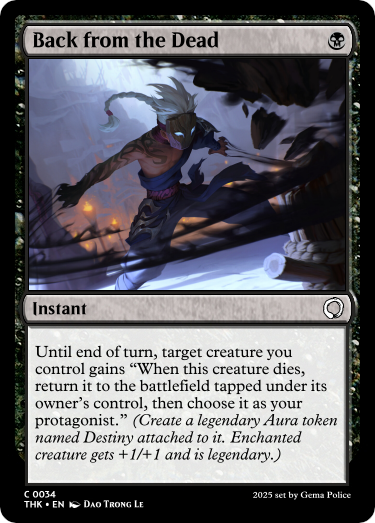 Back from the Dead
Instant
Until end of turn, target creature you
control gains “When this creature dies,
return it to the battlefield tapped under its
owner’s control, then choose it as your
protagonist.” (Create a legendary Aura token
named Destiny attached to it. Enchanted
creature gets +1/+1 and is legendary.)
C 0034
THK • EN Dao Trong Le
2025 set by Gema Police